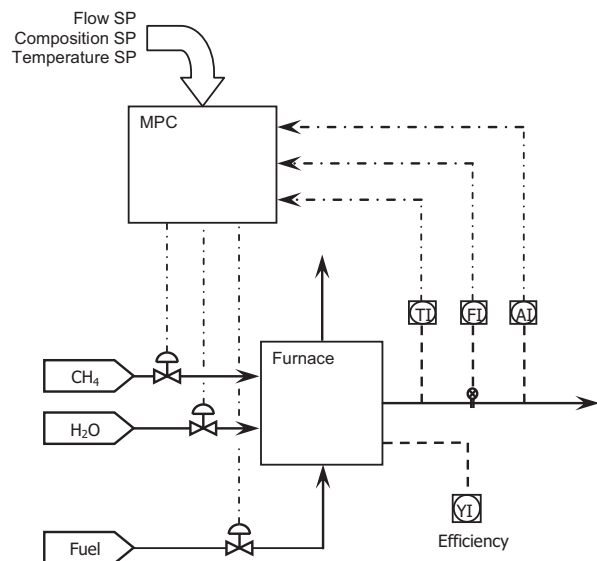 Flow SP
Composition SP
Temperature SP
MPC
TI
FI
AI
Furnace
CH₄
H₂O
YI
Fuel
Efficiency